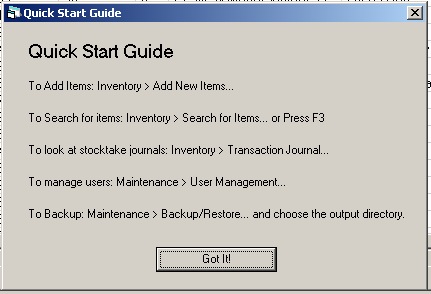 Quick Start Guide
Quick Start Guide
To Add Items: Inventory > Add New Items...
To Search for items: Inventory > Search for Items... or Press F3
To look at stocktake journals: Inventory > Transaction Journal...
To manage users: Maintenance > User Management...
To Backup: Maintenance > Backup/Restore... and choose the output directory.
Got It!